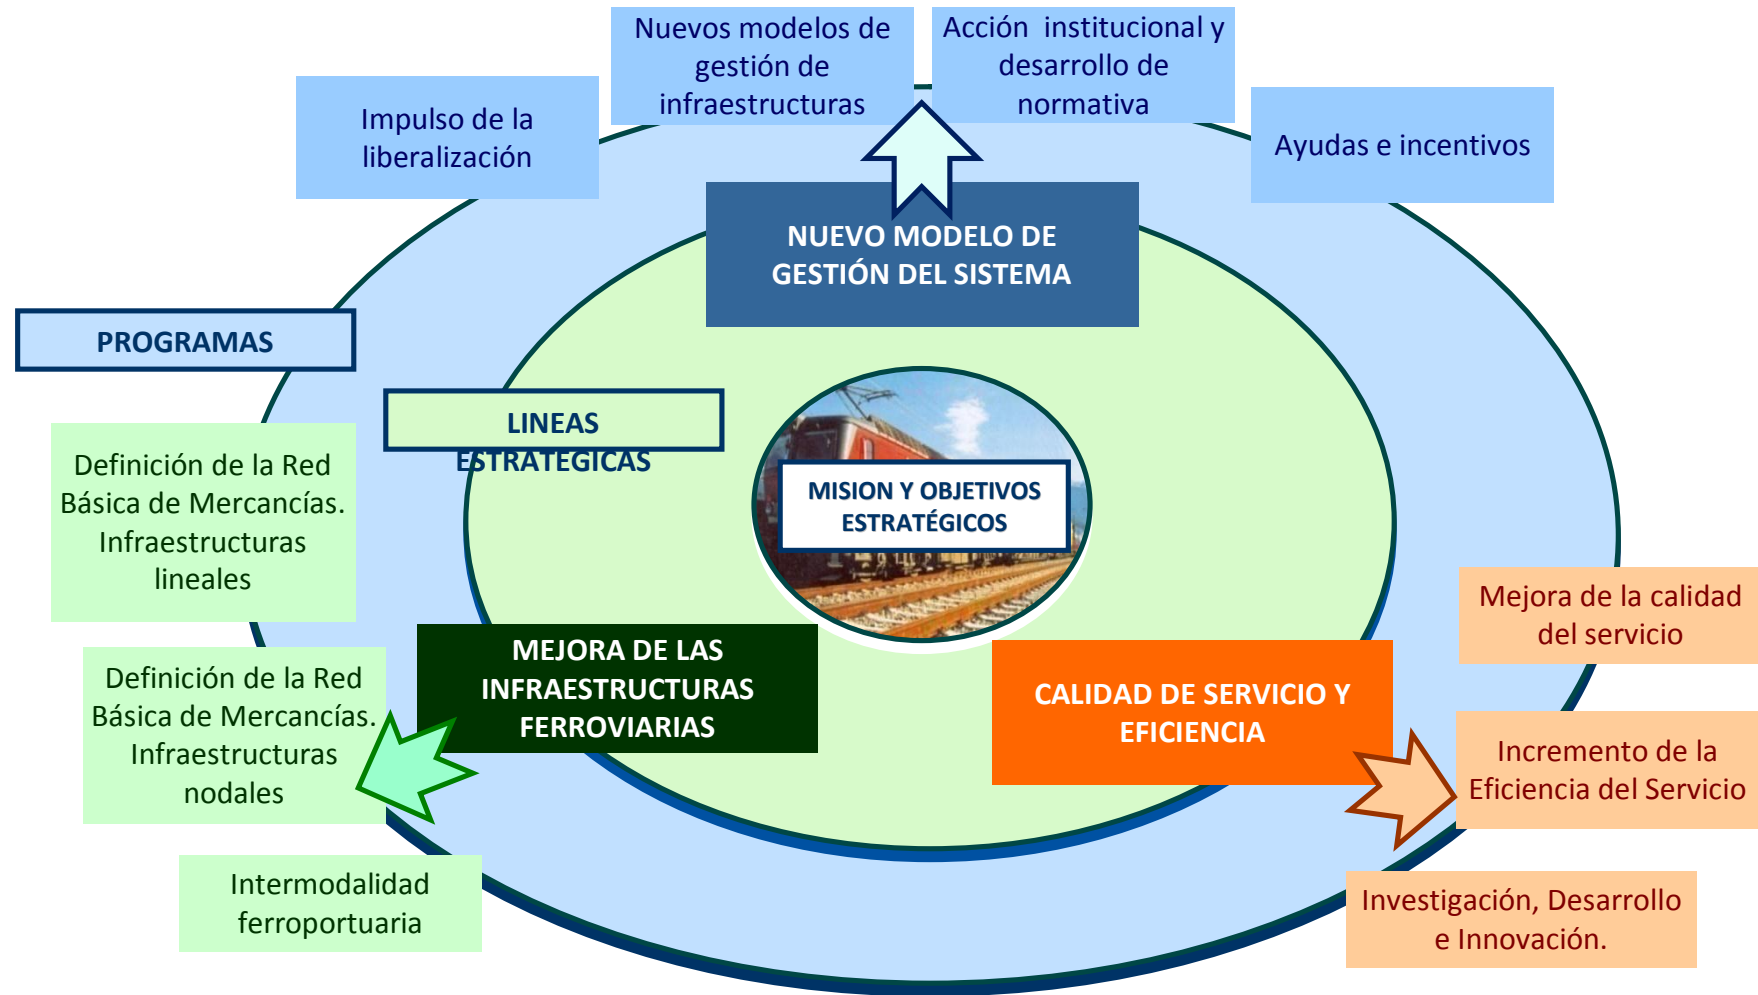 Nuevos modelos de
gestión de
infraestructuras
Acción institucional y
desarrollo de
normativa
Impulso de la
liberalización
Ayudas e incentivos
NUEVO MODELO DE
GESTIÓN DEL SISTEMA
PROGRAMAS
LINEAS
ESTRATEGICAS
MISION Y OBJETIVOS
ESTRATÉGICOS
Definición de la Red
Básica de Mercancías.
Infraestructuras
lineales
Definición de la Red
Básica de Mercancías.
Infraestructuras
nodales
Intermodalidad
ferroportuaria
MEJORA DE LAS
INFRAESTRUCTURAS
FERROVIARIAS
CALIDAD DE SERVICIO Y
EFICIENCIA
Mejora de la calidad
del servicio
Incremento de la
Eficiencia del Servicio
Investigación, Desarrollo
e Innovación.